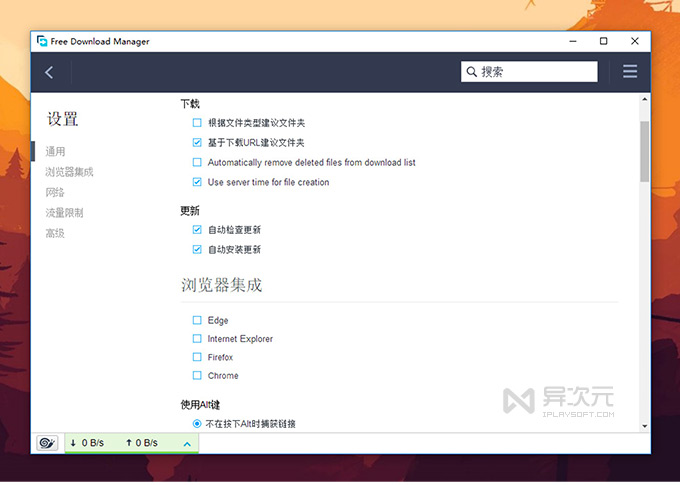 Free Download Manager
搜索
设置
通用
浏览器集成
网络
流量限制
高级
下载
根据文件类型建议文件夹
基于下载URL建议文件夹
Automatically remove deleted files from download list
Use server time for file creation
更新
自动检查更新
自动安装更新
浏览器集成
Edge
Internet Explorer
Firefox
Chrome
使用Alt键
不在按下Alt时捕获链接
异次元
IPLAYSOFT.COM
↓ 0 B/s ↑ 0 B/s